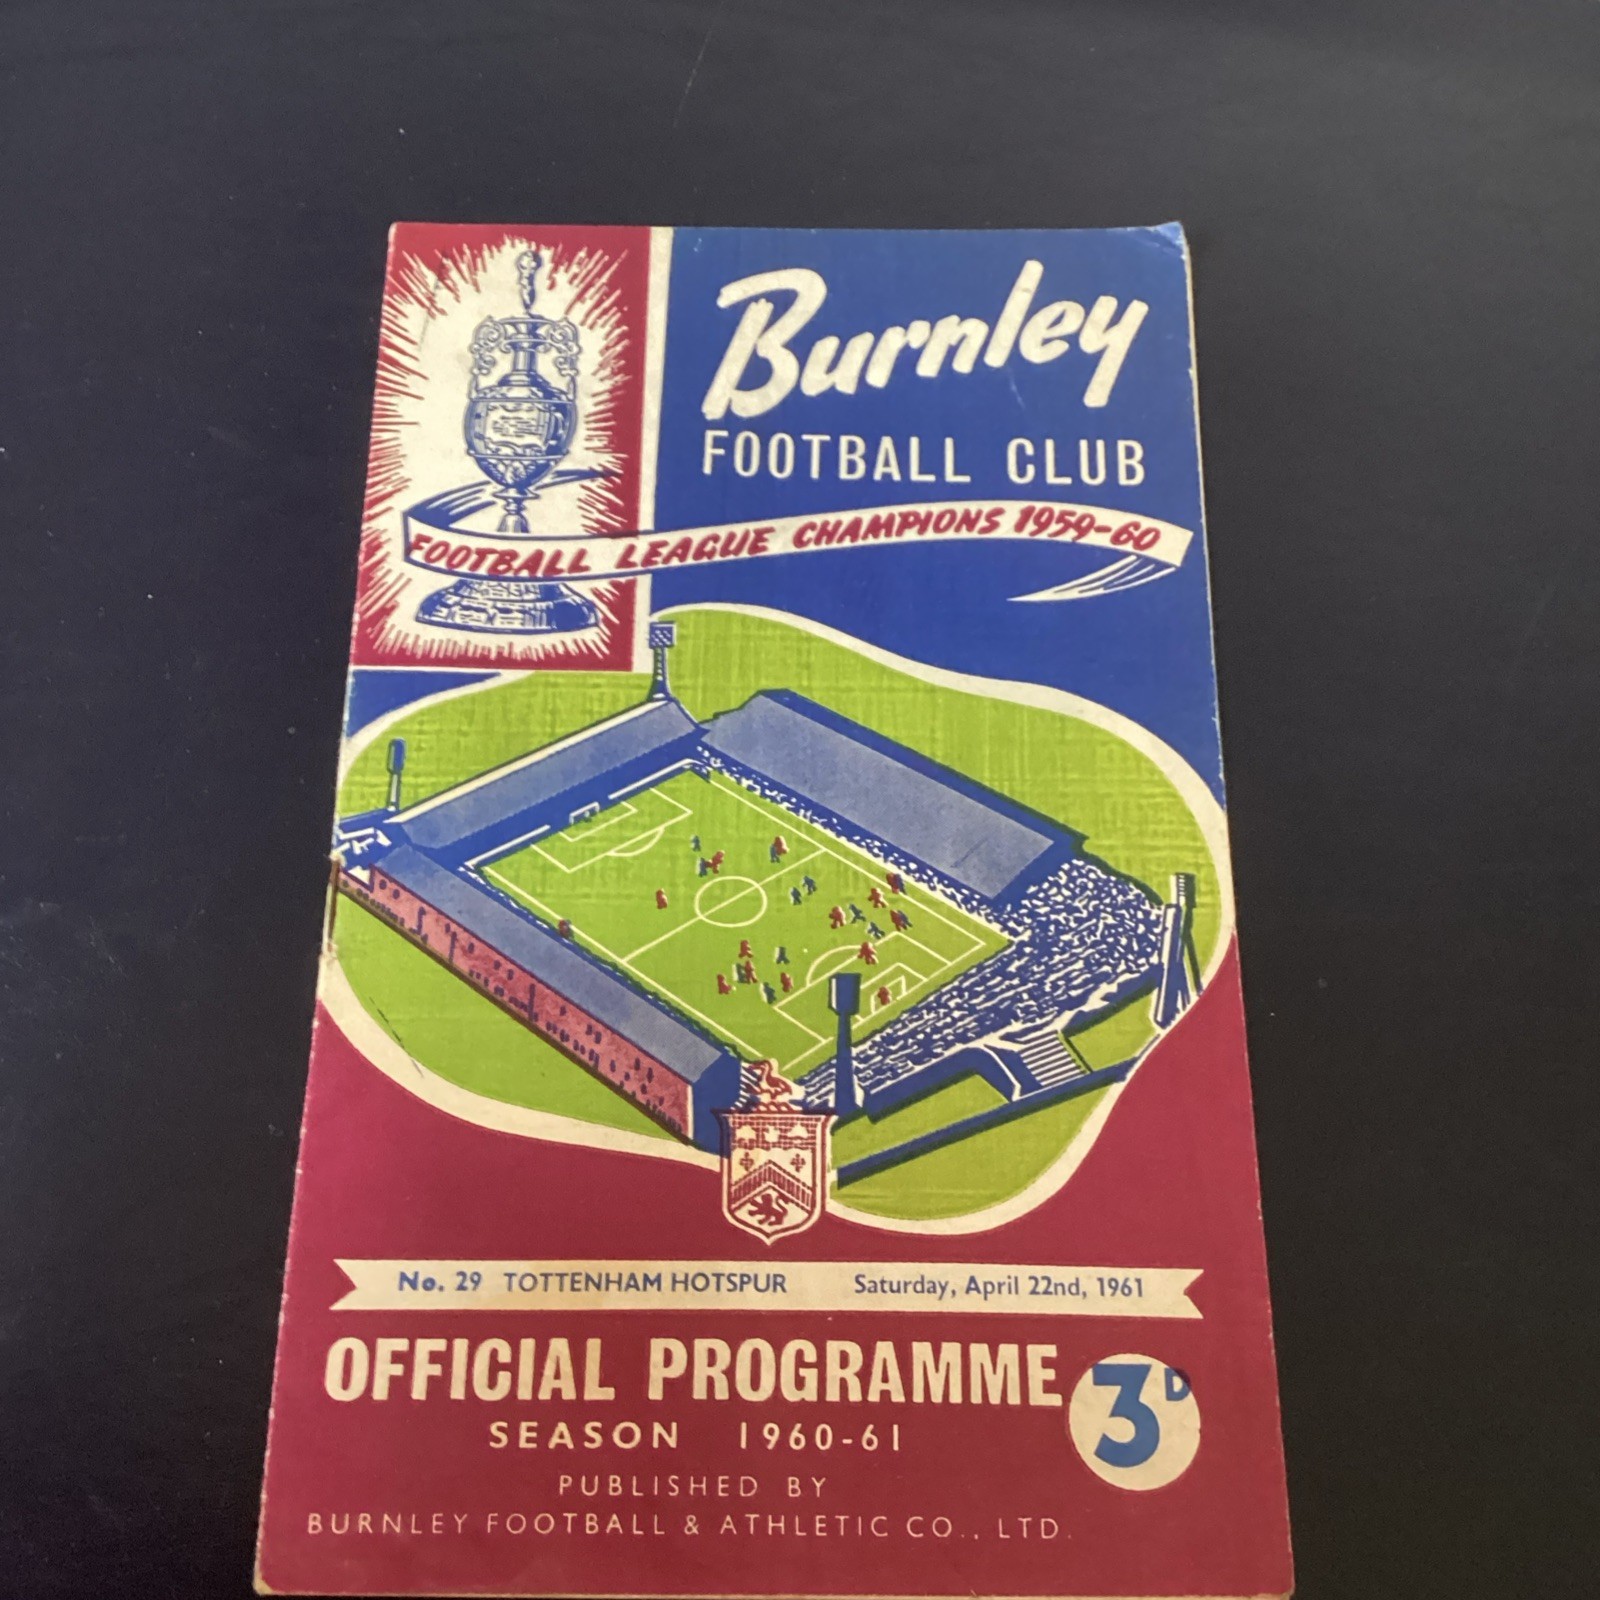 Burnley
FOOTBALL CLUB
FOOTBALL LEAGUE CHAMPIONS 1959-60
No. 29 TOTTENHAM HOTSPUR Saturday, April 22nd, 1961
OFFICIAL PROGRAMME
3D
SEASON 1960-61
PUBLISHED BY
BURNLEY FOOTBALL & ATHLETIC CO., LTD.